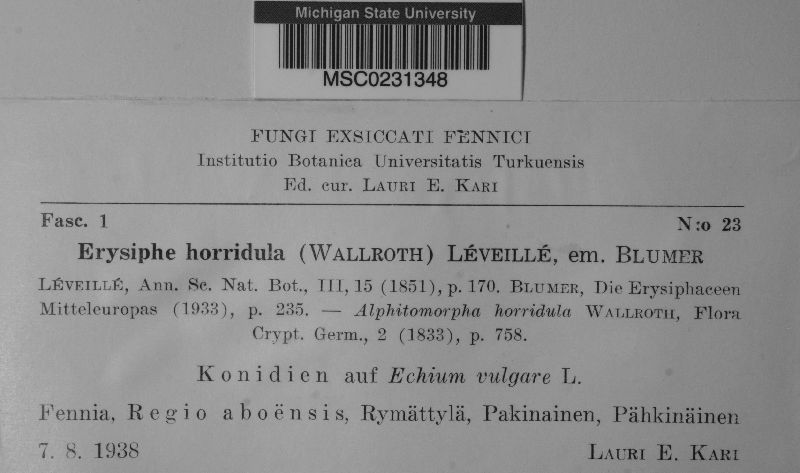 Michigan State University
MSC0231348
FUNGI EXSICCATI FENNICI
Institutio Botanica Universitatis Turkuensis
Ed. cur. LAURI E. KARI
Fasc. 1 N:o 23
Erysiphe horridula (WALLROTH) LÉVEILLÉ, em. BLUMER
LÉVEILLÉ, Ann. Sc. Nat. Bot., III, 15 (1851), p. 170. BLUMER, Die Erysiphaceen
Mitteleuropas (1933), p. 235. — Alphitomorpha horridula WALLROTH, Flora
Crypt. Germ., 2 (1833), p. 758.
Konidien auf Echium vulgare L.
Fennia, Regio aboënsis, Rymättylä, Pakinainen, Pähkinäinen
7. 8. 1938 LAURI E. KARI